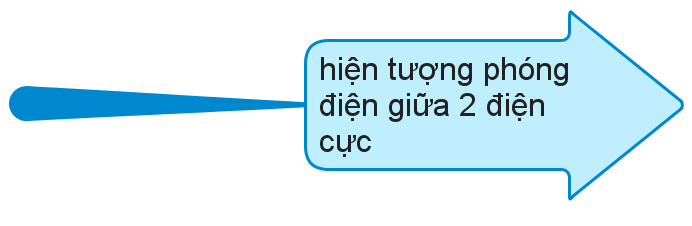 hiện tượng phóng
điện giữa 2 điện
cực